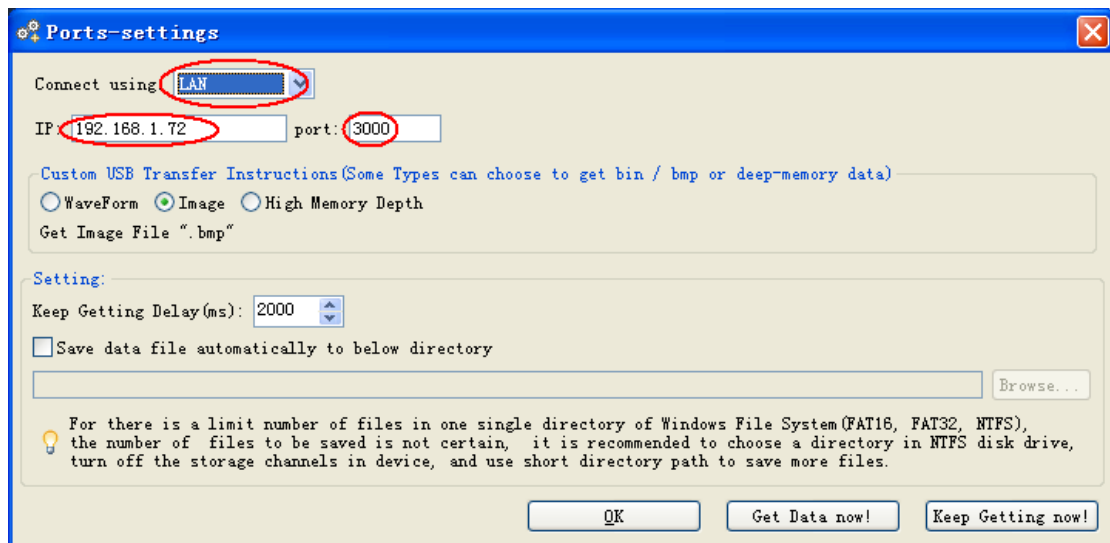 Ports-settings
Connect using: LAN
IP: 192.168.1.72 port: 3000
Custom USB Transfer Instructions(Some Types can choose to get bin / bmp or deep-memory data)
WaveForm Image High Memory Depth
Get Image File ".bmp"
Setting:
Keep Getting Delay(ms): 2000
Save data file automatically to below directory
Browse...
For there is a limit number of files in one single directory of Windows File System(FAT16, FAT32, NTFS),
the number of files to be saved is not certain, it is recommended to choose a directory in NTFS disk drive,
turn off the storage channels in device, and use short directory path to save more files.
OK Get Data now! Keep Getting now!